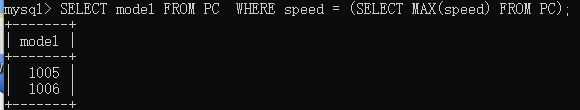 mysql> SELECT model FROM PC  WHERE speed = (SELECT MAX(speed) FROM PC);
+-------+
| model |
+-------+
|  1005 |
|  1006 |
+-------+